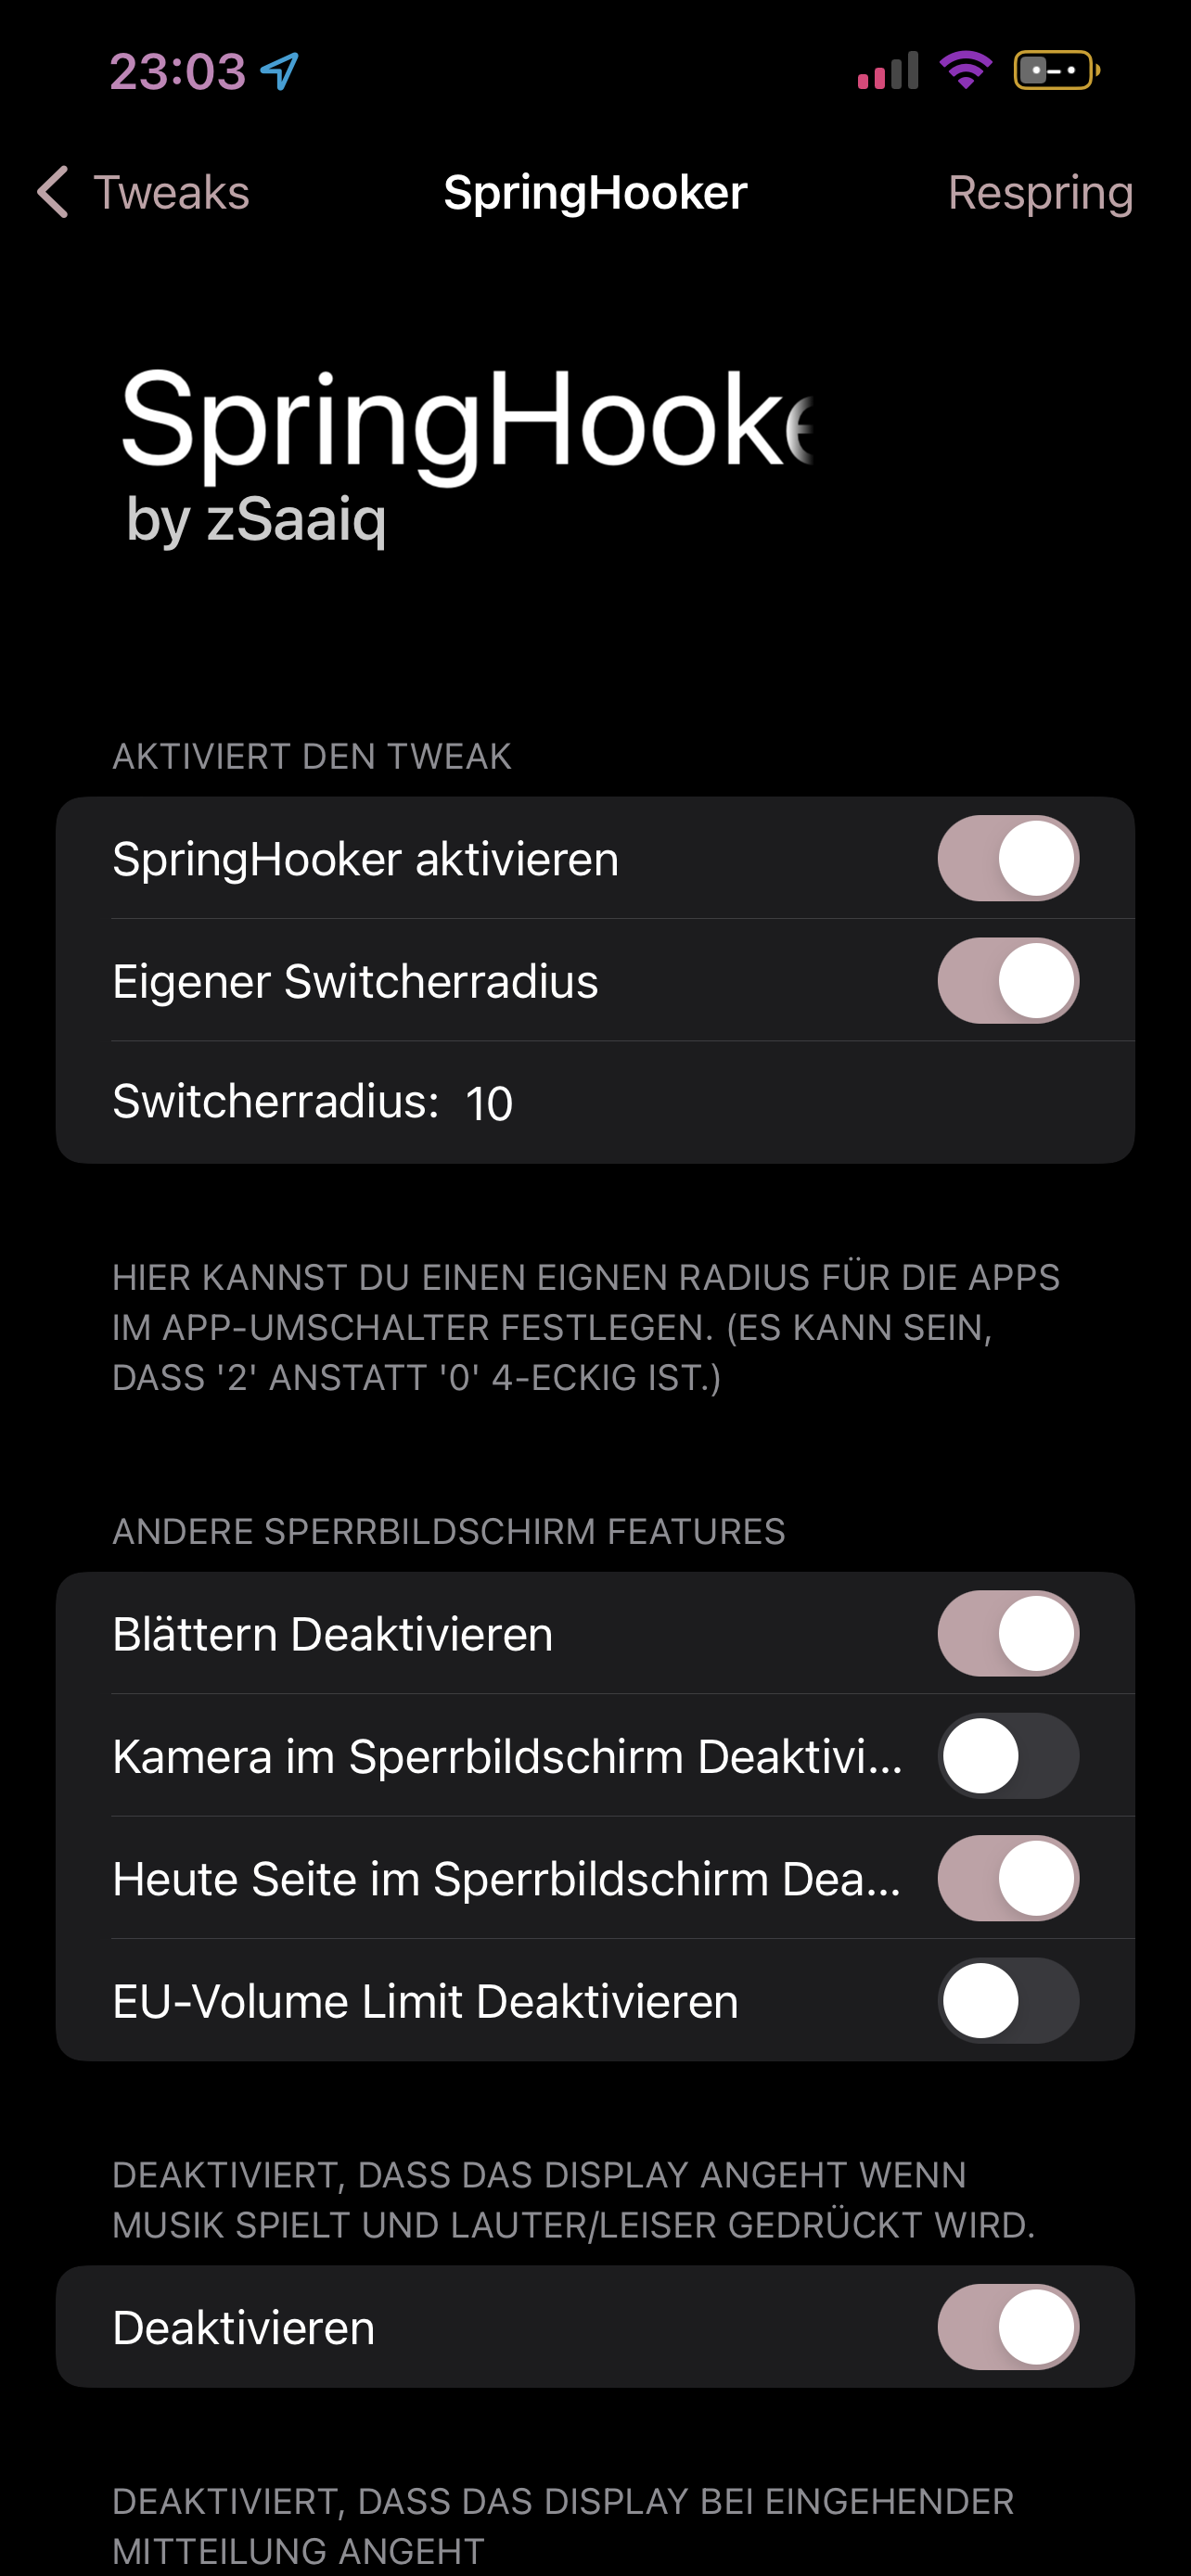 23:03
Tweaks
SpringHooker
Respring
SpringHooke
by zSaaiq
AKTIVIERT DEN TWEAK
SpringHooker aktivieren
Eigener Switcherradius
Switcherradius: 10
HIER KANNST DU EINEN EIGNEN RADIUS FÜR DIE APPS
IM APP-UMSCHALTER FESTLEGEN. (ES KANN SEIN,
DASS '2' ANSTATT '0' 4-ECKIG IST.)
ANDERE SPERRBILDSCHIRM FEATURES
Blättern Deaktivieren
Kamera im Sperrbildschirm Deaktivi...
Heute Seite im Sperrbildschirm Dea...
EU-Volume Limit Deaktivieren
DEAKTIVIERT, DASS DAS DISPLAY ANGEHT WENN
MUSIK SPIELT UND LAUTER/LEISER GEDRÜCKT WIRD.
Deaktivieren
DEAKTIVIERT, DASS DAS DISPLAY BEI EINGEHENDER
MITTEILUNG ANGEHT